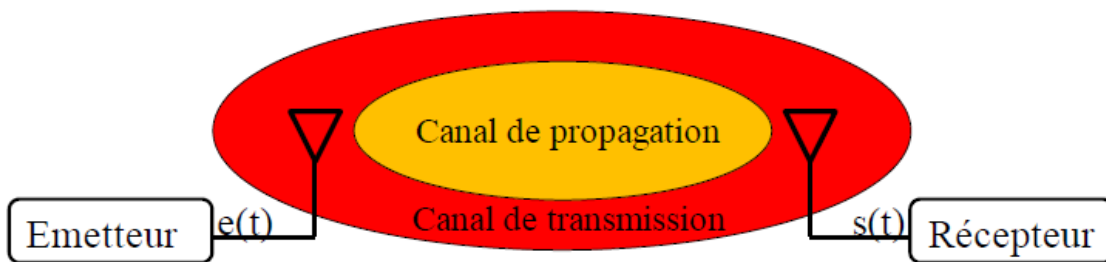 Canal de propagation
Canal de transmission
Emetteur
e(t)
s(t)
Récepteur